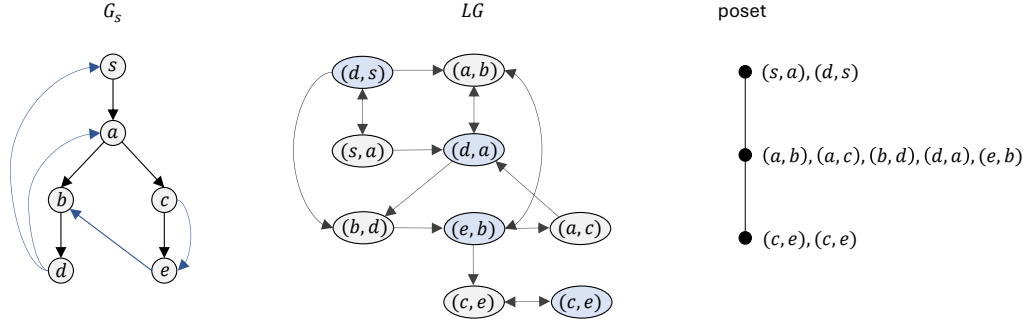 G_s
LG
poset
s
a
b
c
d
e
(d, s)
(a, b)
(s, a)
(d, a)
(b, d)
(e, b)
(a, c)
(c, e)
(c, e)
(s, a), (d, s)
(a, b), (a, c), (b, d), (d, a), (e, b)
(c, e), (c, e)